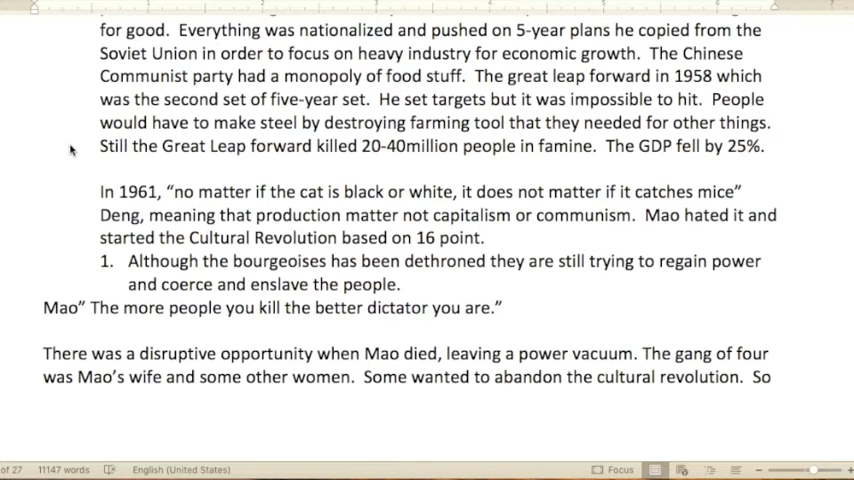 for good. Everything was nationalized and pushed on 5-year plans he copied from the
Soviet Union in order to focus on heavy industry for economic growth. The Chinese
Communist party had a monopoly of food stuff. The great leap forward in 1958 which
was the second set of five-year set. He set targets but it was impossible to hit. People
would have to make steel by destroying farming tool that they needed for other things.
Still the Great Leap forward killed 20-40million people in famine. The GDP fell by 25%.
In 1961, “no matter if the cat is black or white, it does not matter if it catches mice”
Deng, meaning that production matter not capitalism or communism. Mao hated it and
started the Cultural Revolution based on 16 point.
1. Although the bourgeoises has been dethroned they are still trying to regain power
and coerce and enslave the people.
Mao” The more people you kill the better dictator you are.”
There was a disruptive opportunity when Mao died, leaving a power vacuum. The gang of four
was Mao’s wife and some other women. Some wanted to abandon the cultural revolution. So
of 27 11147 words English (United States) Focus